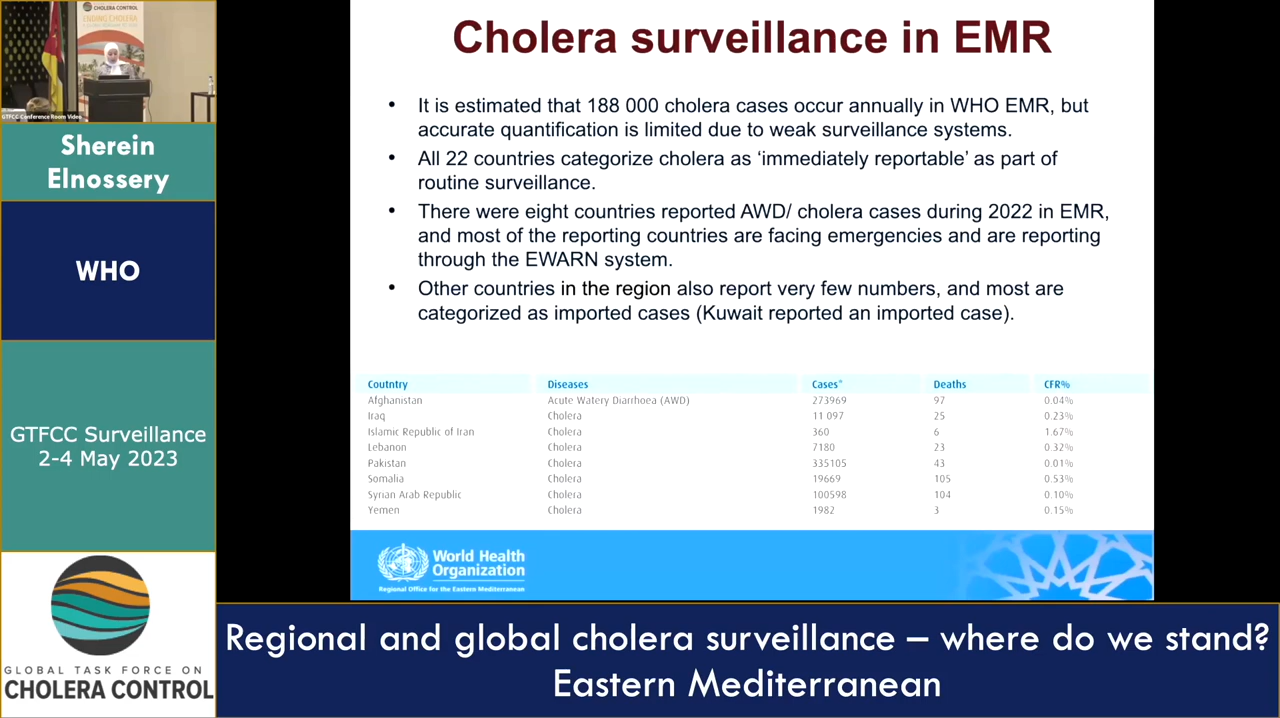 CHOLERA CONTROL
ENDING CHOLERA
GTFCC Conference Room Video
Sherein
Elnossery
WHO
GTFCC Surveillance
2-4 May 2023
GLOBAL TASK FORCE ON
CHOLERA CONTROL
Cholera surveillance in EMR
• It is estimated that 188 000 cholera cases occur annually in WHO EMR, but
accurate quantification is limited due to weak surveillance systems.
• All 22 countries categorize cholera as ‘immediately reportable’ as part of
routine surveillance.
• There were eight countries reported AWD/ cholera cases during 2022 in EMR,
and most of the reporting countries are facing emergencies and are reporting
through the EWARN system.
• Other countries in the region also report very few numbers, and most are
categorized as imported cases (Kuwait reported an imported case).
Coutntry Diseases Cases* Deaths CFR%
Afghanistan Acute Watery Diarrhoea (AWD) 273969 97 0.04%
Iraq Cholera 11 097 25 0.23%
Islamic Republic of Iran Cholera 360 6 1.67%
Lebanon Cholera 7180 23 0.32%
Pakistan Cholera 335105 43 0.01%
Somalia Cholera 19669 105 0.53%
Syrian Arab Republic Cholera 100598 104 0.10%
Yemen Cholera 1982 3 0.15%
World Health
Organization
Regional Office for the Eastern Mediterranean
Regional and global cholera surveillance – where do we stand?
Eastern Mediterranean